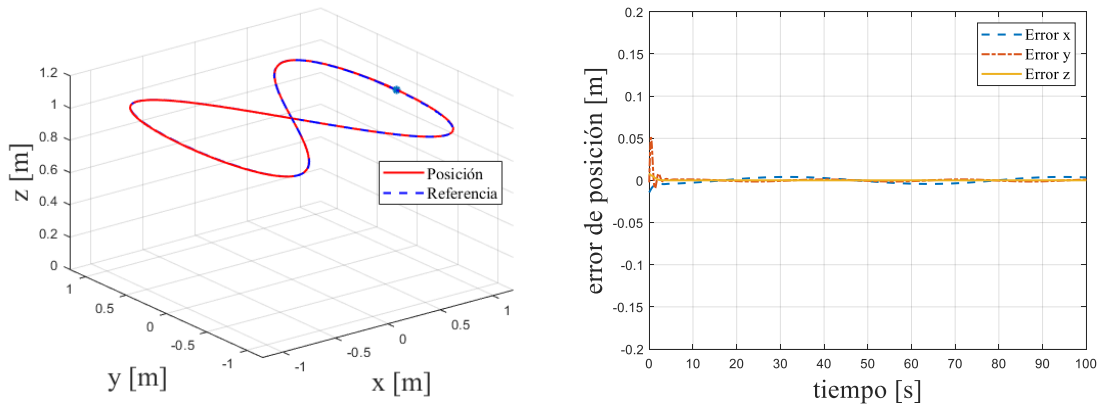 1.2
1
0.8
0.6
0.4
0.2
0
z [m]
1
0.5
0
-0.5
-1
y [m]
-1
-0.5
0
0.5
1
x [m]
Posición
Referencia
0.2
0.15
0.1
0.05
0
-0.05
-0.1
-0.15
-0.2
error de posición [m]
0 10 20 30 40 50 60 70 80 90 100
tiempo [s]
Error x
Error y
Error z